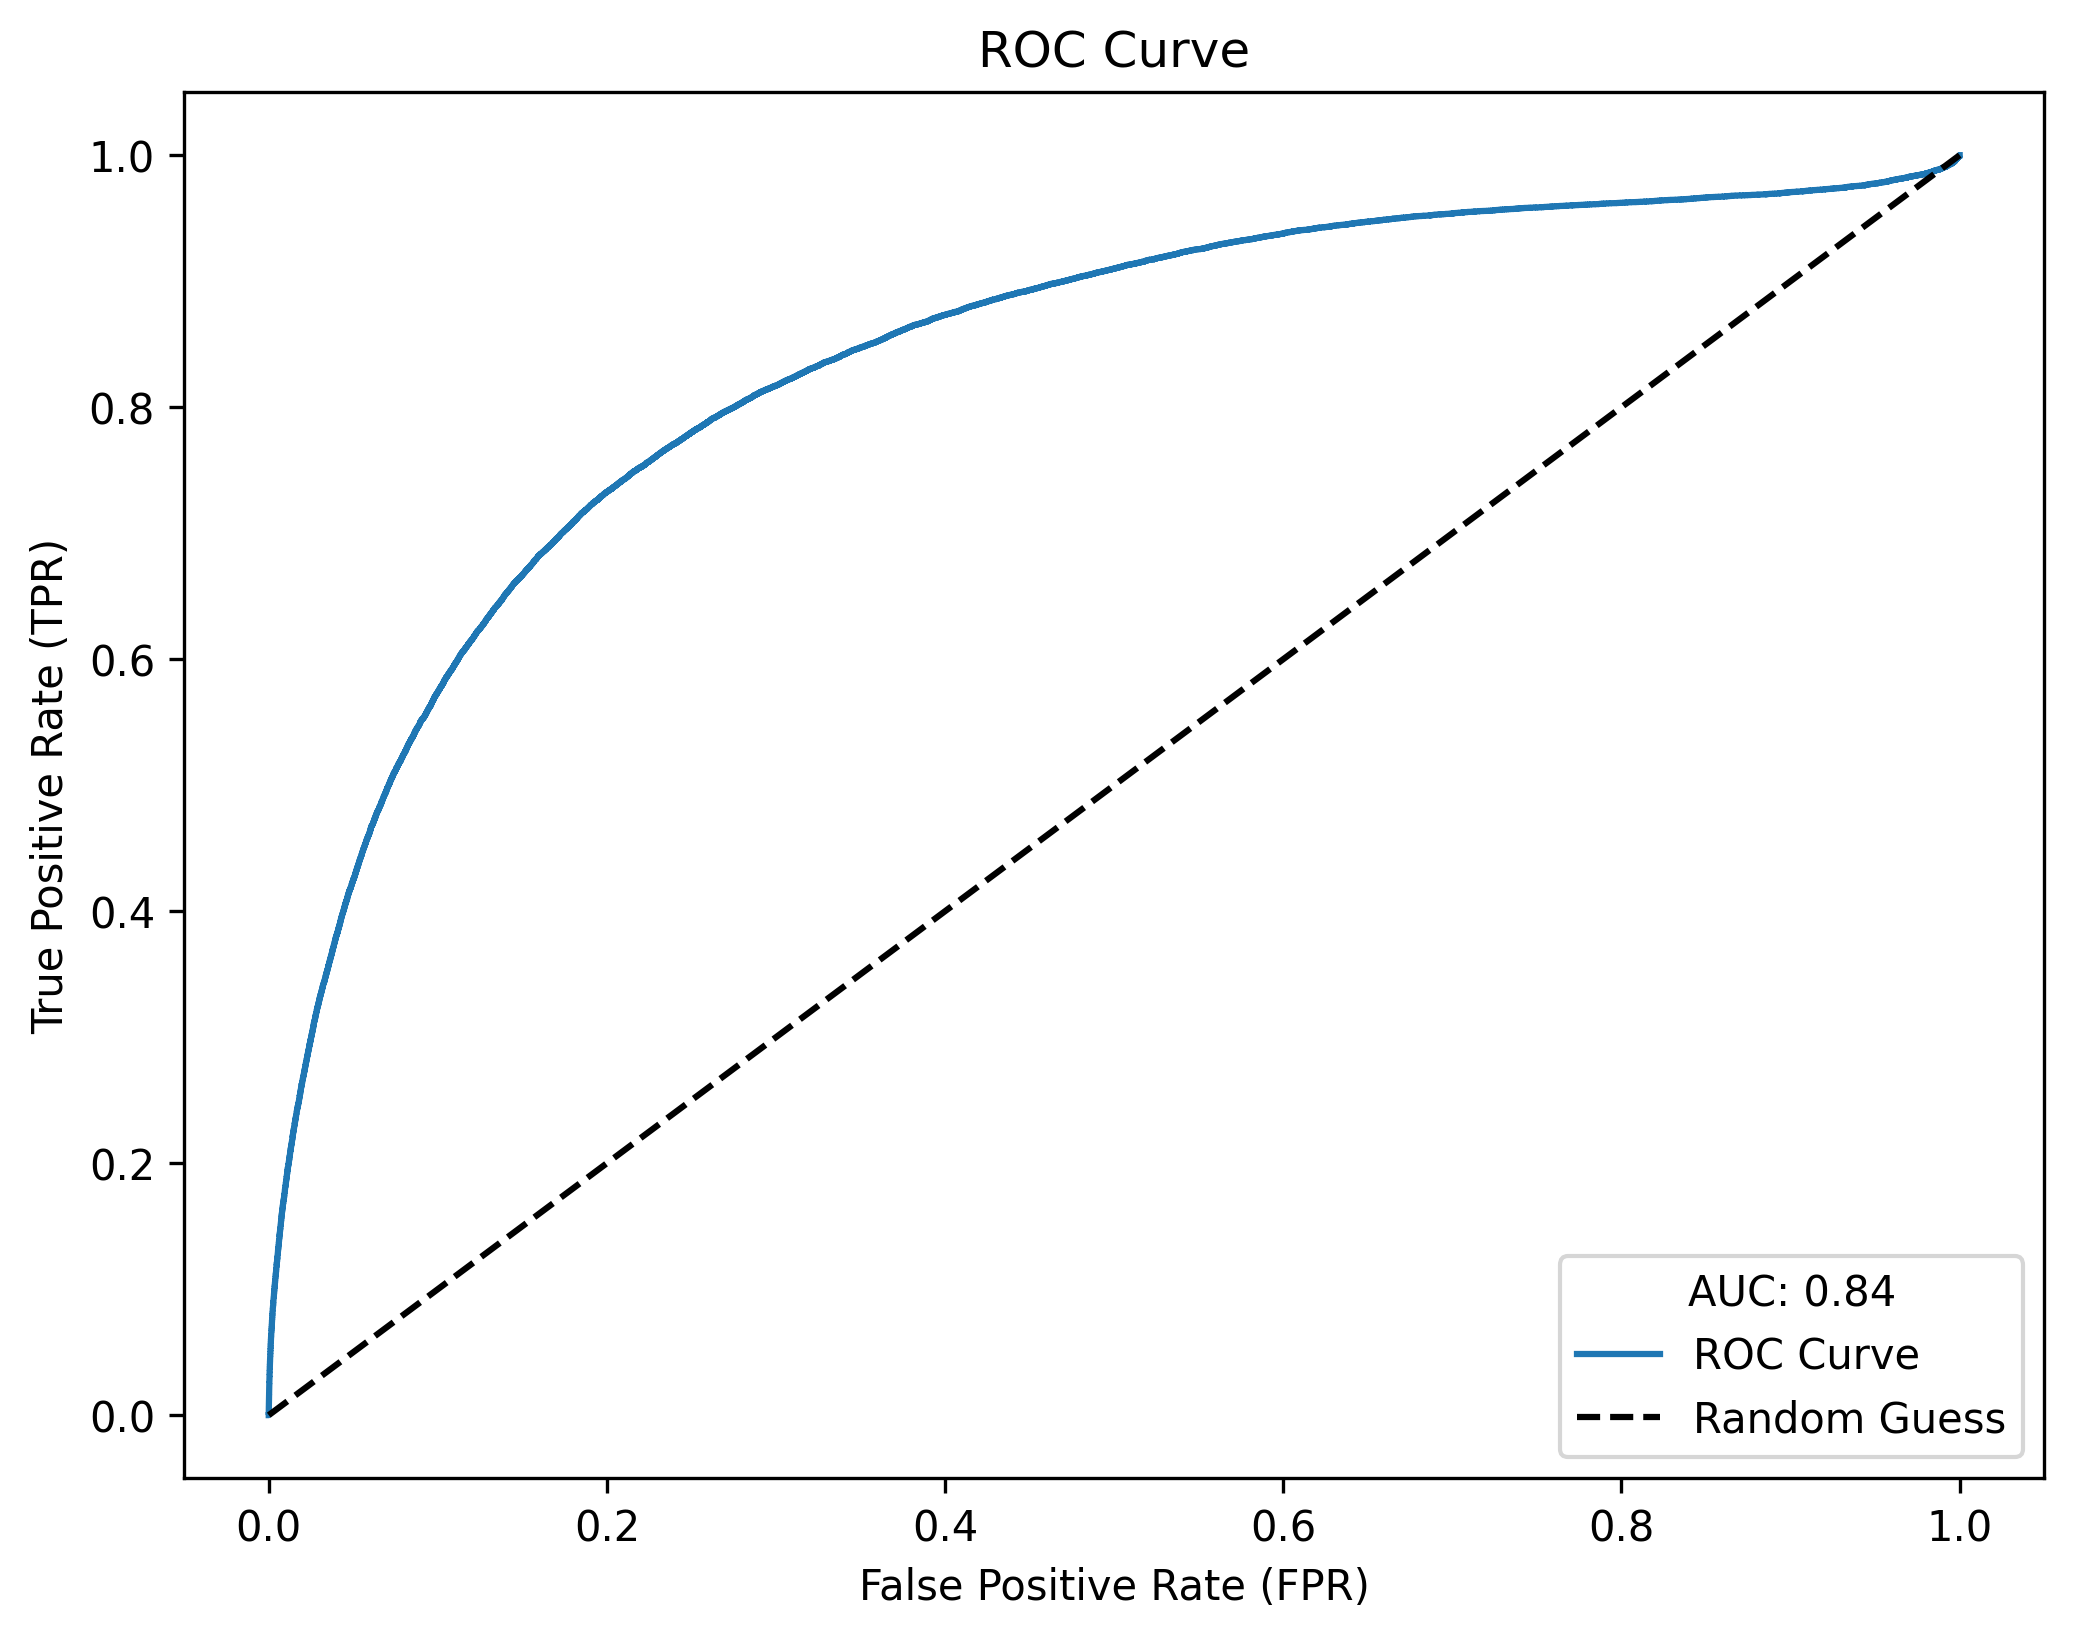 ROC Curve
1.0
0.8
0.6
0.4
0.2
0.0
True Positive Rate (TPR)
0.0 0.2 0.4 0.6 0.8 1.0
False Positive Rate (FPR)
AUC: 0.84
ROC Curve
Random Guess